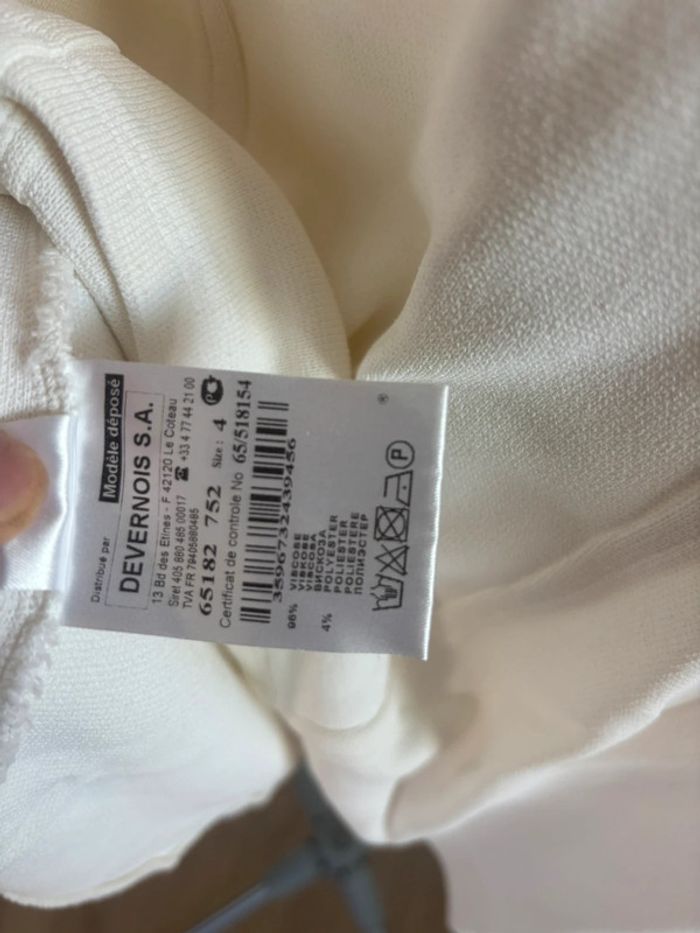 Distribué par
Modèle déposé
DEVERNOIS S.A.
13 Bd des Etines - F 42120 Le Coteau
Siret 405 880 485 00017 ☎ +33 4 77 44 21 00
TVA FR 79405880485
65182 752 Size : 4
Certificat de controle No 65/518154
3596732439456
96% VISCOSE
VISKOSE
VISCOSA
ВИСКОЗА
4% POLYESTER
POLIESTER
POLIESTERE
ПОЛИЭСТЕР
P
®